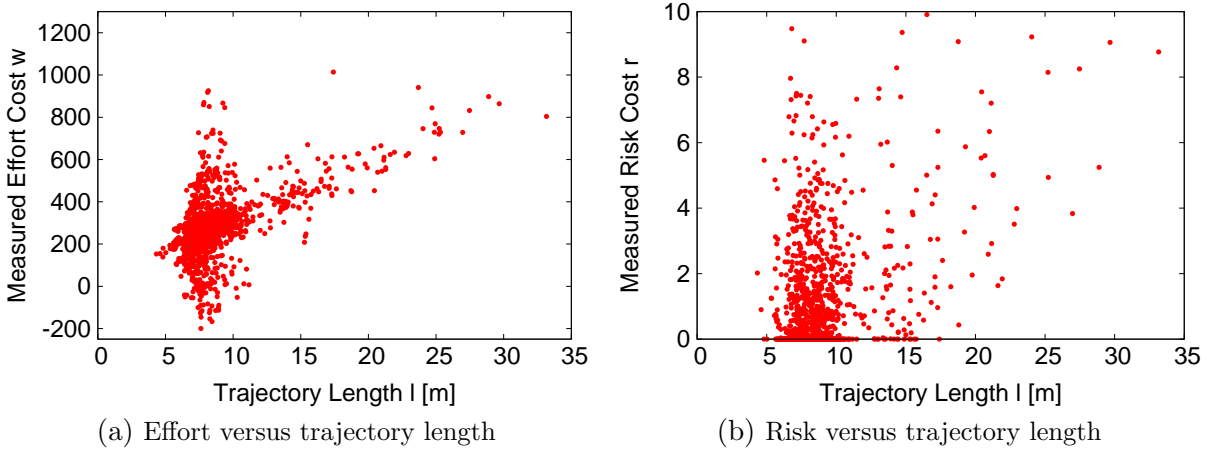 Measured Effort Cost w
1300
1200
1000
800
600
400
200
0
-200
0 5 10 15 20 25 30 35
Trajectory Length l [m]
(a) Effort versus trajectory length
Measured Risk Cost r
10
8
6
4
2
0
0 5 10 15 20 25 30 35
Trajectory Length l [m]
(b) Risk versus trajectory length